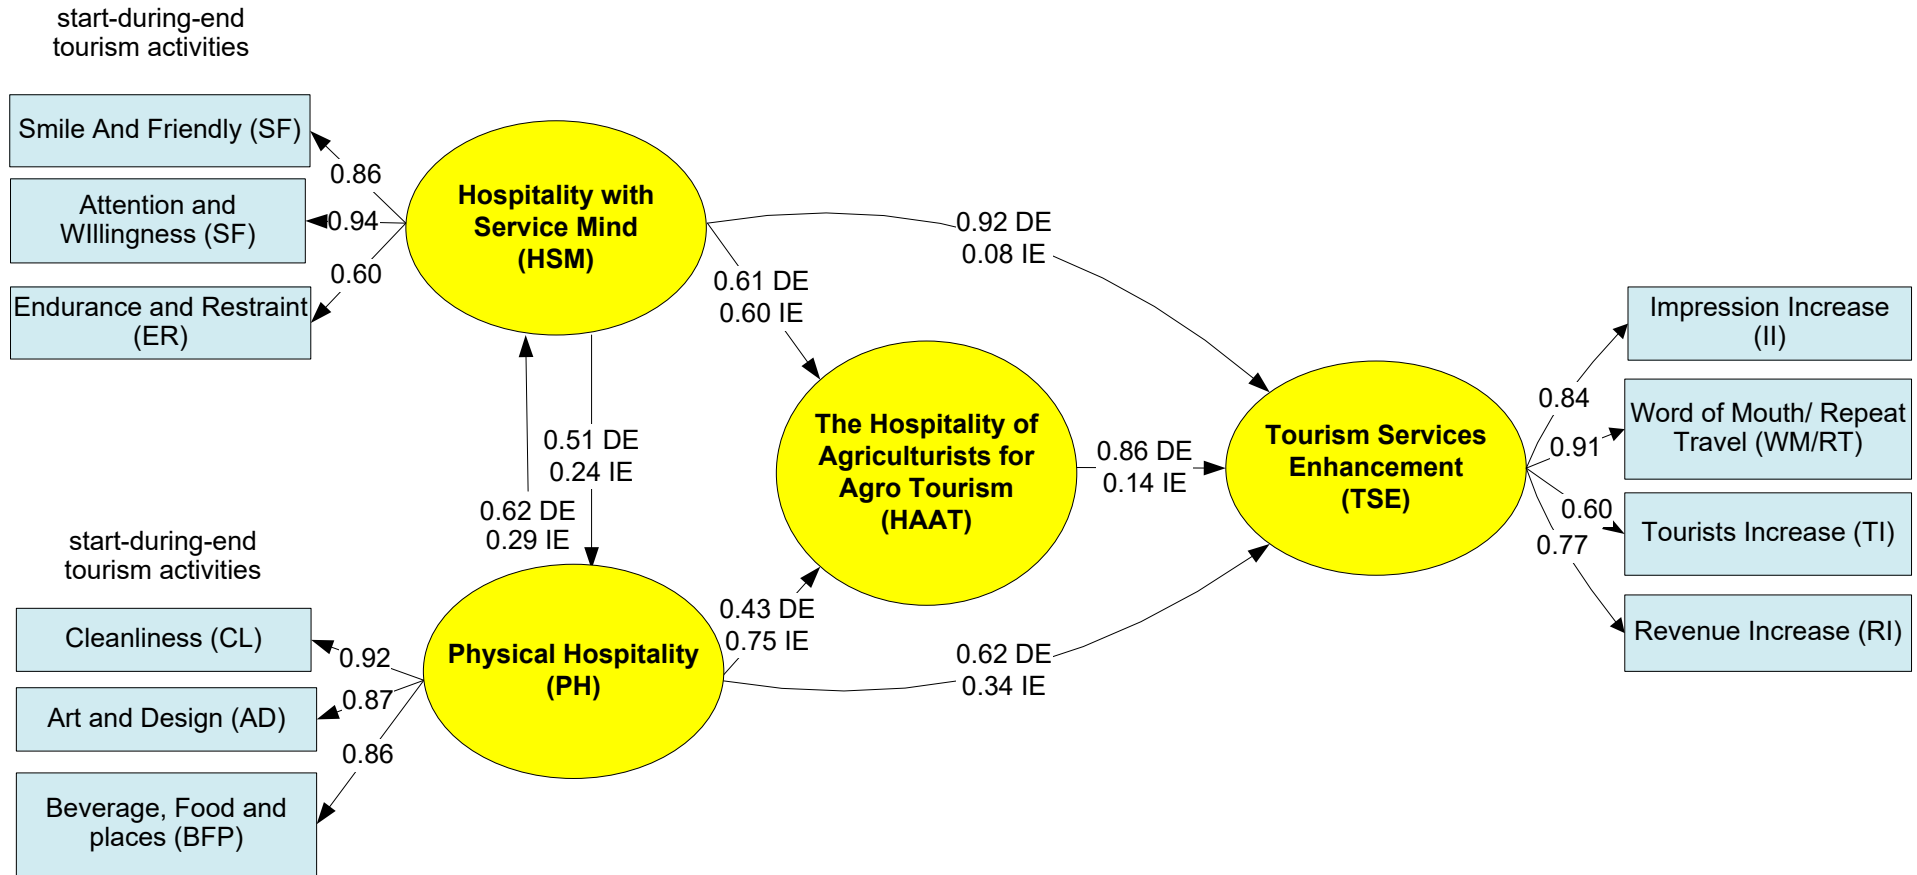 start-during-end
tourism activities
Smile And Friendly (SF)
Attention and
WIllingness (SF)
Endurance and Restraint
(ER)
0.86
0.94
0.60
Hospitality with
Service Mind
(HSM)
0.92 DE
0.08 IE
0.61 DE
0.60 IE
0.51 DE
0.24 IE
0.62 DE
0.29 IE
The Hospitality of
Agriculturists for
Agro Tourism
(HAAT)
0.86 DE
0.14 IE
Tourism Services
Enhancement
(TSE)
0.84
0.91
0.60
0.77
Impression Increase
(II)
Word of Mouth/ Repeat
Travel (WM/RT)
Tourists Increase (TI)
Revenue Increase (RI)
start-during-end
tourism activities
Cleanliness (CL)
Art and Design (AD)
Beverage, Food and
places (BFP)
0.92
0.87
0.86
Physical Hospitality
(PH)
0.43 DE
0.75 IE
0.62 DE
0.34 IE